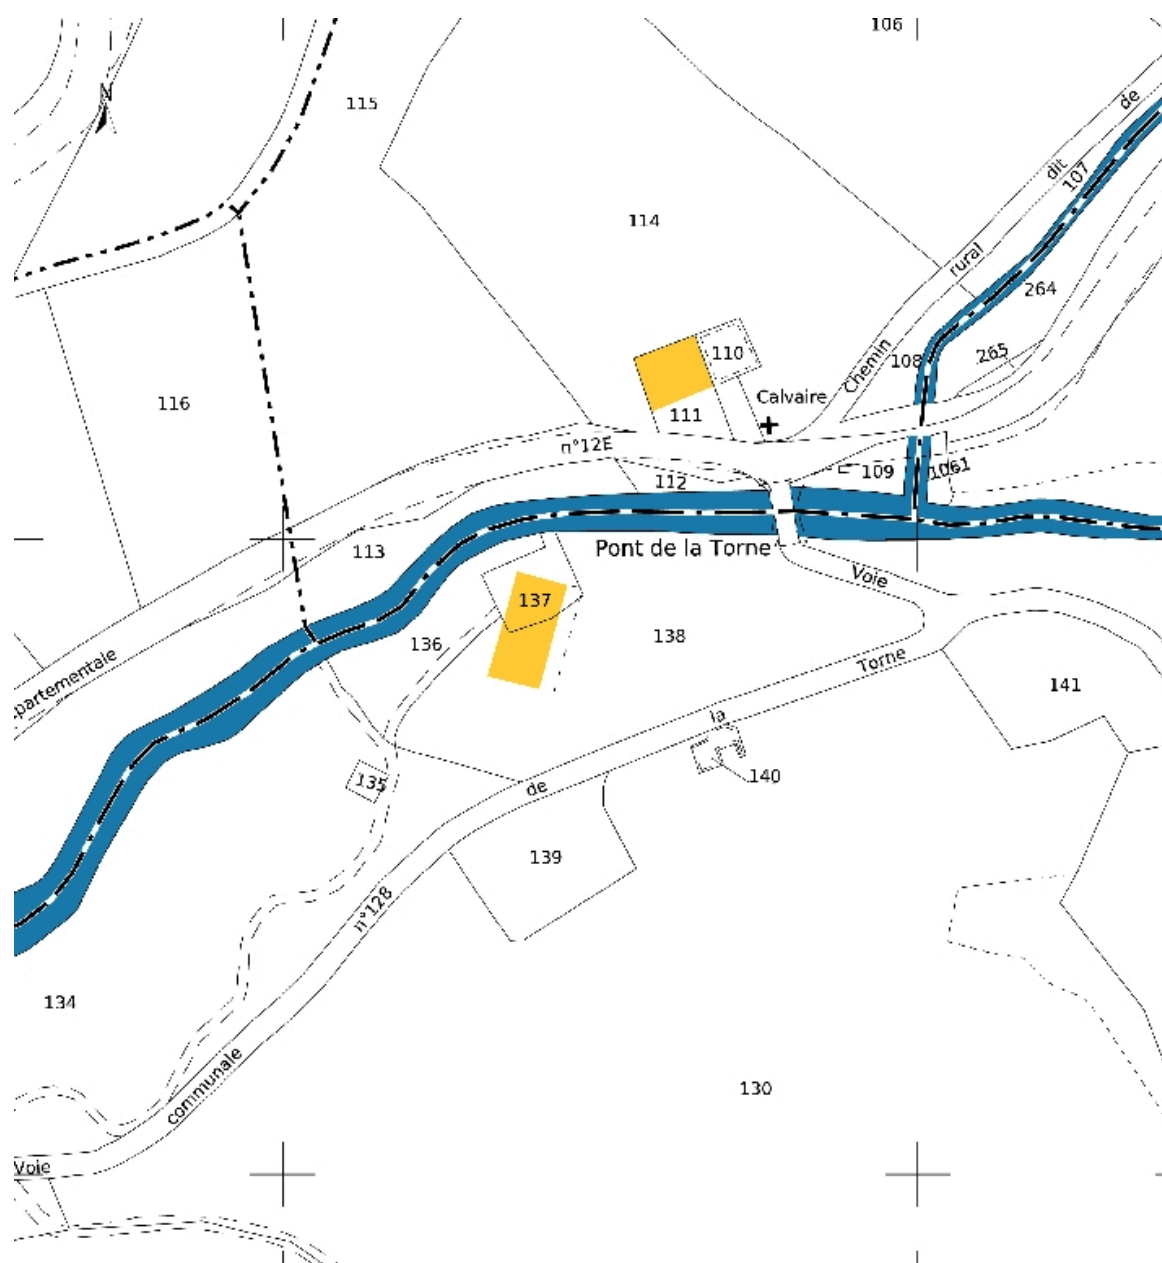 106
N
115
de
dit
107
114
rural
264
110
108
265
Chemin
116
Calvaire
111
n°12E
109
1061
112
113
Pont de la Torne
Voie
137
136
138
Torne
partementale
141
la
135
140
de
139
n°128
134
communale
130
Voie